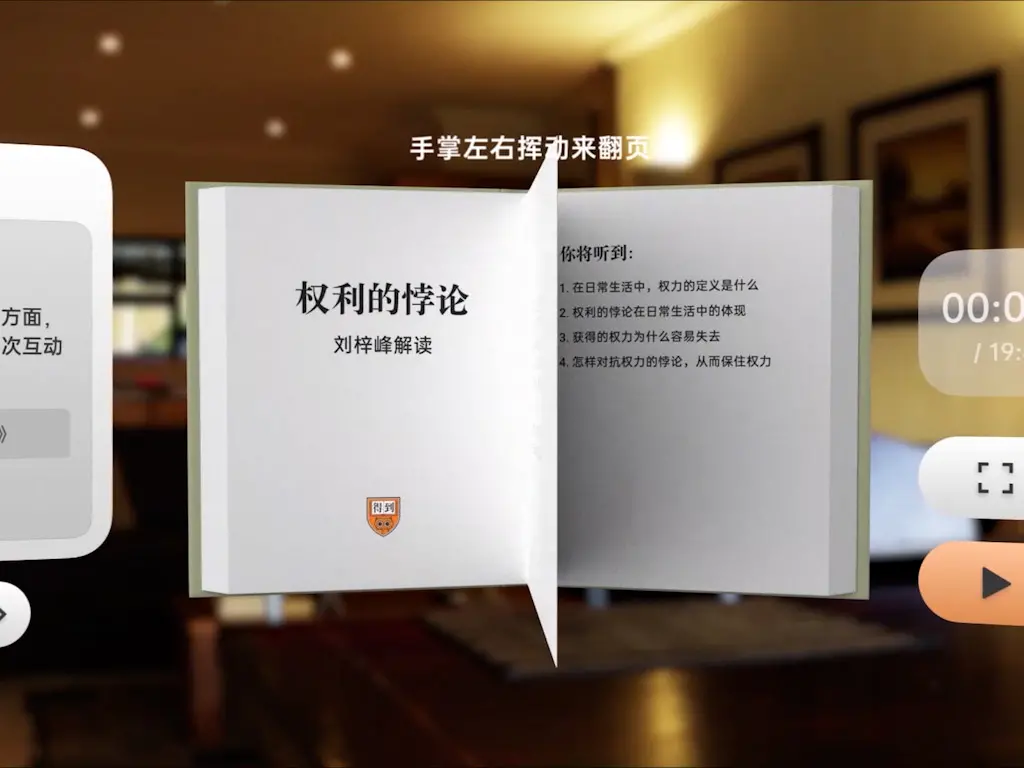 手掌左右挥动来翻页
方面，
次互动
》
权利的悖论
刘梓峰解读
得到
你将听到：
1. 在日常生活中，权力的定义是什么
2. 权利的悖论在日常生活中的体现
3. 获得的权力为什么容易失去
4. 怎样对抗权力的悖论，从而保住权力
00:0
/ 19: